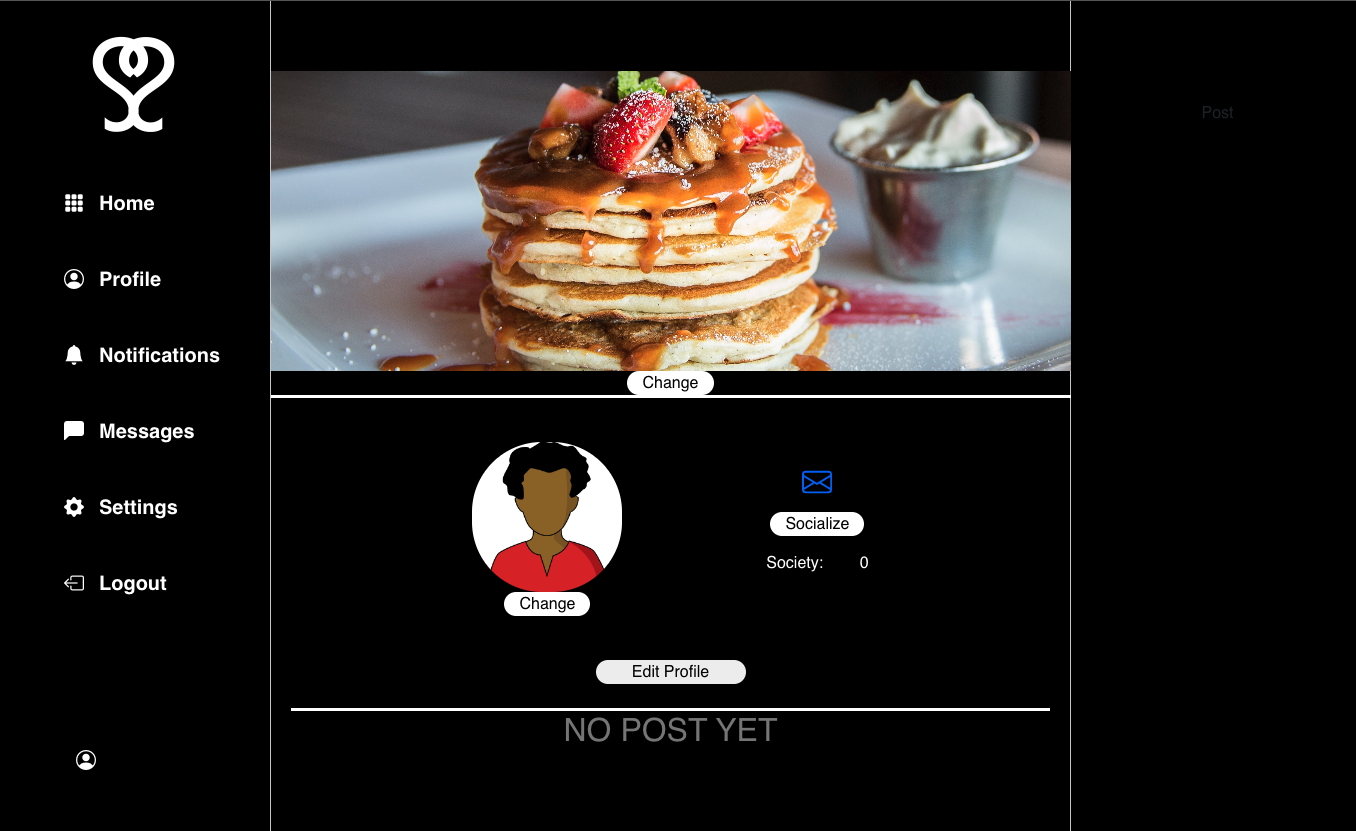 Home
Profile
Notifications
Messages
Settings
Logout
Post
Change
Socialize
Society: 0
Change
Edit Profile
NO POST YET